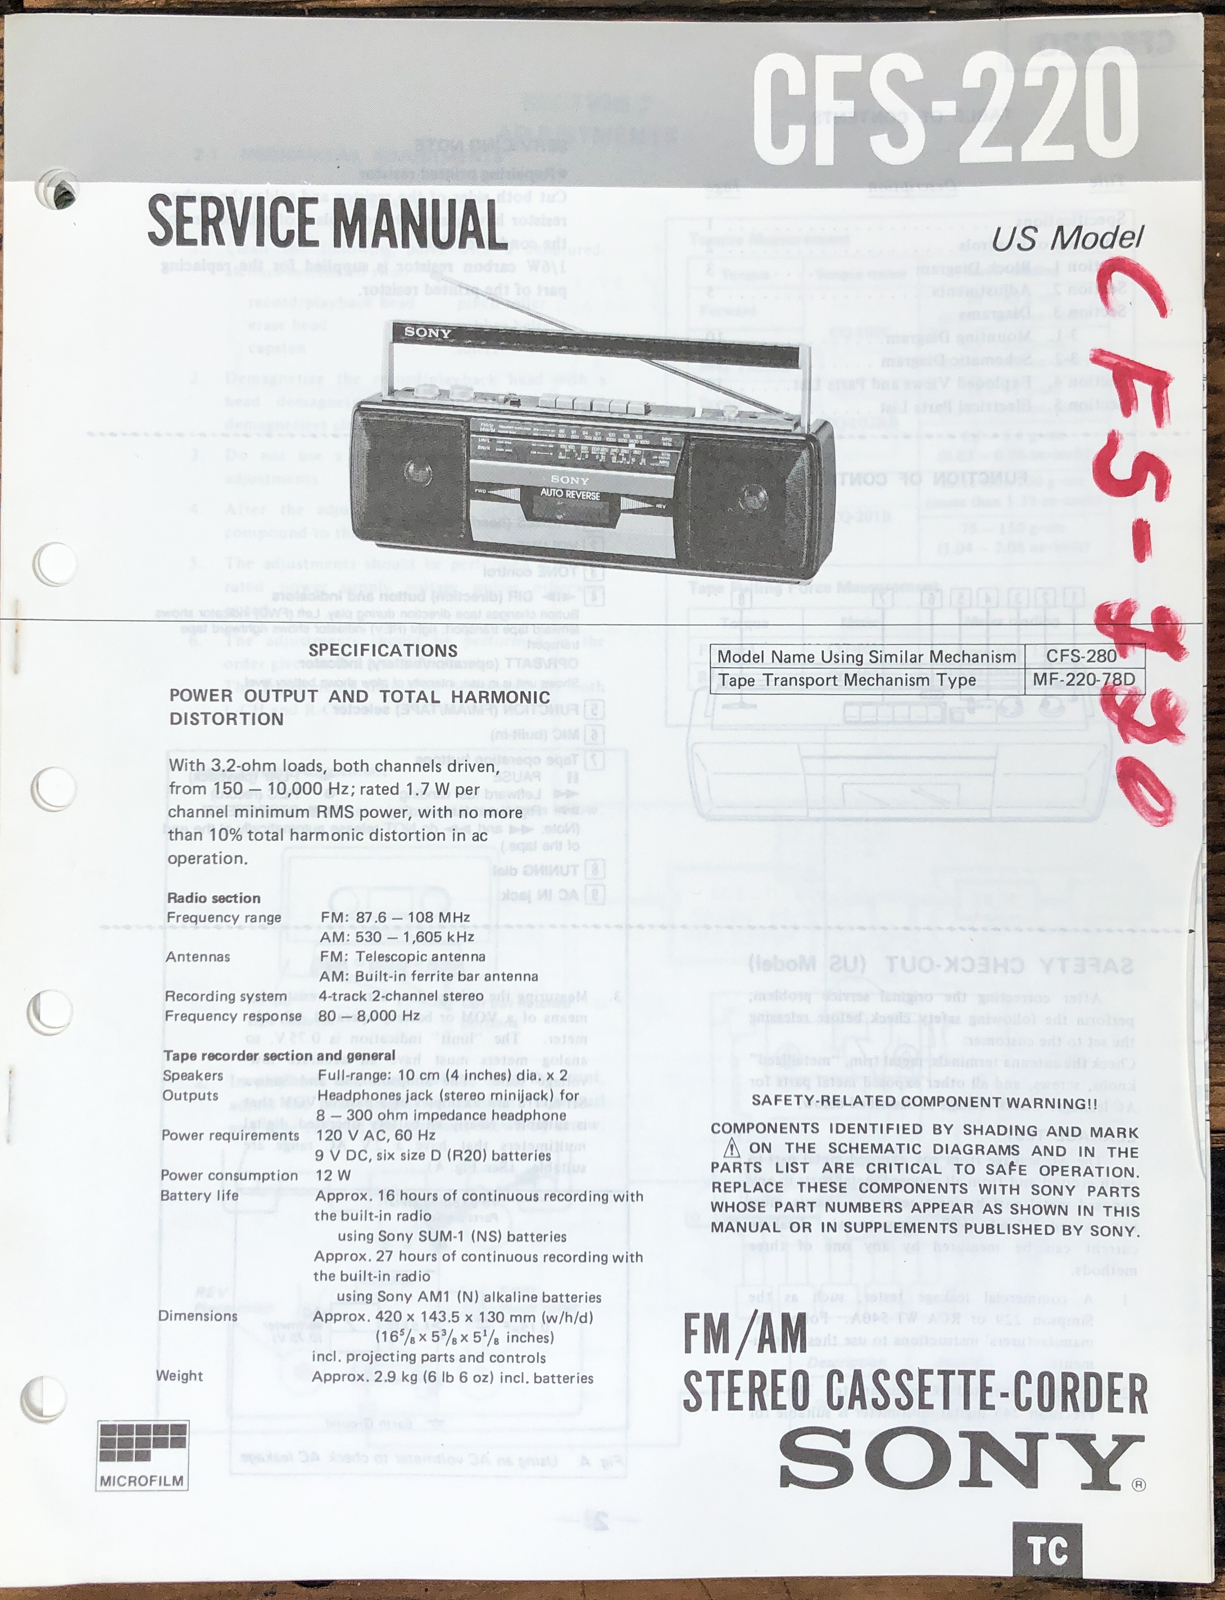 CFS-220
SERVICE MANUAL
US Model
CFS-220
SONY
SONY
AUTO REVERSE
FWD
REV
SPECIFICATIONS
POWER OUTPUT AND TOTAL HARMONIC
DISTORTION
With 3.2-ohm loads, both channels driven,
from 150 – 10,000 Hz; rated 1.7 W per
channel minimum RMS power, with no more
than 10% total harmonic distortion in ac
operation.
Radio section
Frequency range FM: 87.6 – 108 MHz
AM: 530 – 1,605 kHz
Antennas FM: Telescopic antenna
AM: Built-in ferrite bar antenna
Recording system 4-track 2-channel stereo
Frequency response 80 – 8,000 Hz
Tape recorder section and general
Speakers Full-range: 10 cm (4 inches) dia. x 2
Outputs Headphones jack (stereo minijack) for
8 – 300 ohm impedance headphone
Power requirements 120 V AC, 60 Hz
9 V DC, six size D (R20) batteries
Power consumption 12 W
Battery life Approx. 16 hours of continuous recording with
the built-in radio
using Sony SUM-1 (NS) batteries
Approx. 27 hours of continuous recording with
the built-in radio
using Sony AM1 (N) alkaline batteries
Dimensions Approx. 420 x 143.5 x 130 mm (w/h/d)
(16⁵/₈ x 5³/₈ x 5¹/₈ inches)
incl. projecting parts and controls
Weight Approx. 2.9 kg (6 lb 6 oz) incl. batteries
MICROFILM
Model Name Using Similar Mechanism CFS-280
Tape Transport Mechanism Type MF-220-78D
SAFETY-RELATED COMPONENT WARNING!!
COMPONENTS IDENTIFIED BY SHADING AND MARK
⚠ ON THE SCHEMATIC DIAGRAMS AND IN THE
PARTS LIST ARE CRITICAL TO SAFE OPERATION.
REPLACE THESE COMPONENTS WITH SONY PARTS
WHOSE PART NUMBERS APPEAR AS SHOWN IN THIS
MANUAL OR IN SUPPLEMENTS PUBLISHED BY SONY.
FM/AM
STEREO CASSETTE-CORDER
SONY®
TC